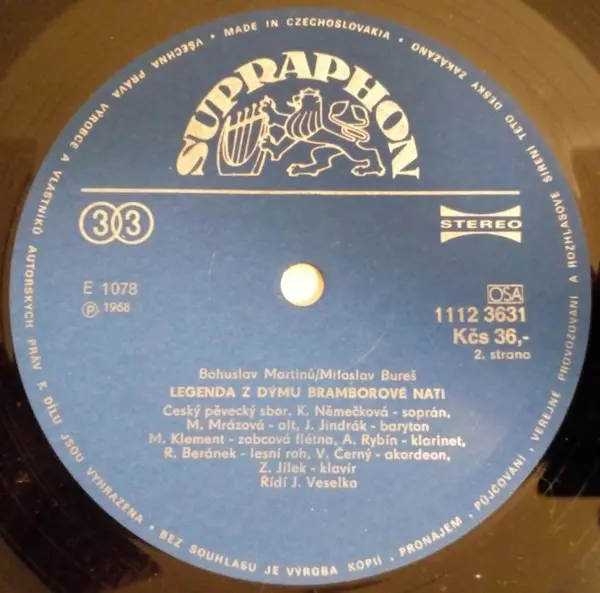 VŠECHNA PRÁVA VÝROBCE A VLASTNÍKŮ AUTORSKÝCH PRÁV K DÍLU JSOU VYHRAZENA • BEZ SOUHLASU JE VÝROBA KOPIÍ, PRONÁJEM, PŮJČOVÁNÍ, VEREJNÉ PROVOZOVÁNÍ A ROZHLASOVÉ ŠÍŘENÍ TÉTO DESKY ZAKÁZÁNO • MADE IN CZECHOSLOVAKIA •
SUPRAPHON
33
STEREO
E 1078
OSA
Ⓟ 1968
1112 3631
Kčs 36,-
2. strana
Bohuslav Martinů/Miloslav Bureš
LEGENDA Z DÝMU BRAMBOROVÉ NATI
Český pěvecký sbor. K. Němečková - soprán,
M. Mrázová - alt, J. Jindrák - baryton
M. Klement - zobcová flétna, A. Rybín - klarinet,
R. Beránek - lesní roh, V. Černý - akordeon,
Z. Jílek - klavír
Řídí J. Veselka